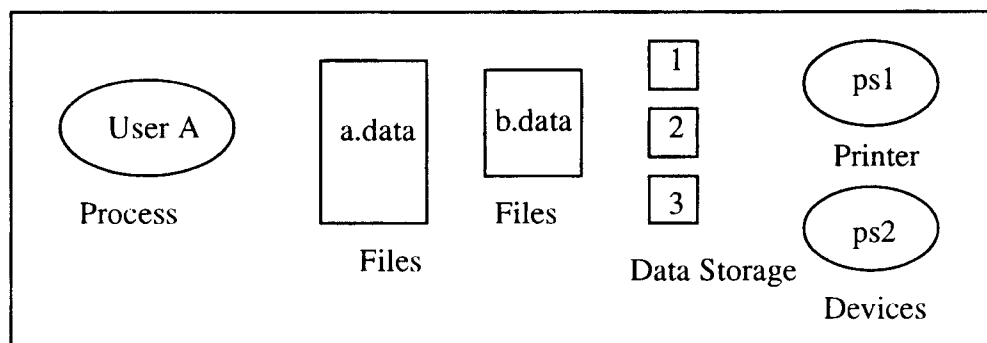 User A
Process
a.data
Files
b.data
Files
1
2
3
Data Storage
ps1
Printer
ps2
Devices